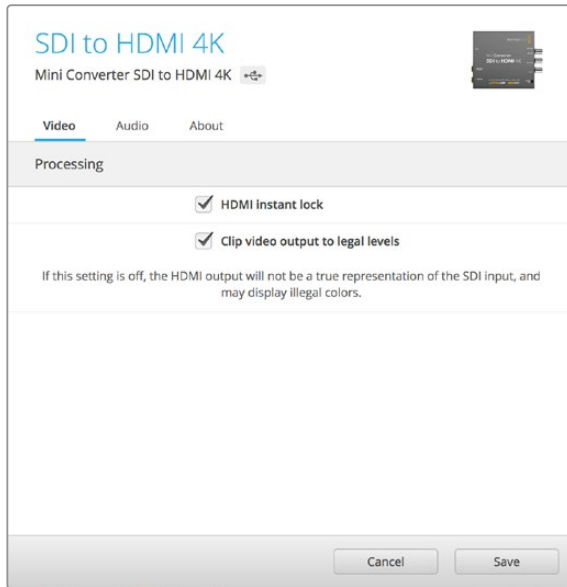 SDI to HDMI 4K
Mini Converter SDI to HDMI 4K
Video Audio About
Processing
HDMI instant lock
Clip video output to legal levels
If this setting is off, the HDMI output will not be a true representation of the SDI input, and
may display illegal colors.
Cancel Save